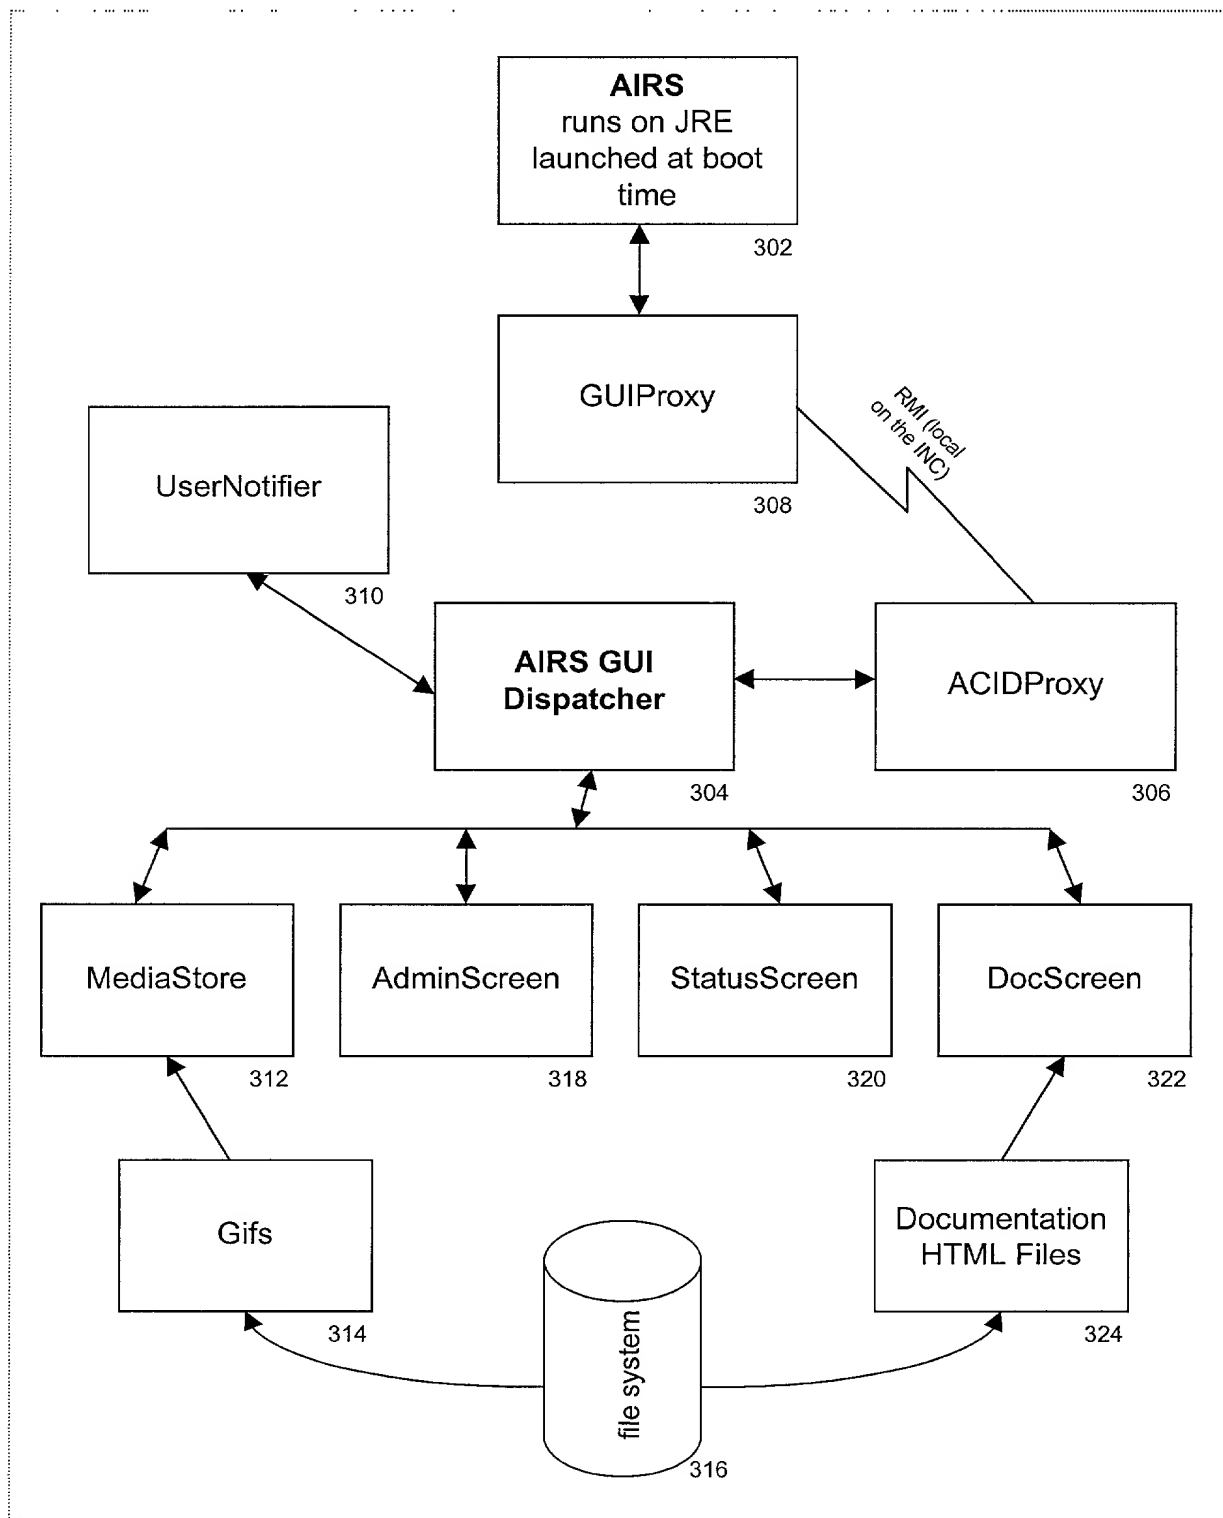 AIRS
runs on JRE
launched at boot
time
302
GUIProxy
308
RMI (local
on the INC)
UserNotifier
310
AIRS GUI
Dispatcher
304
ACIDProxy
306
MediaStore
312
AdminScreen
318
StatusScreen
320
DocScreen
322
Gifs
314
file system
316
Documentation
HTML Files
324